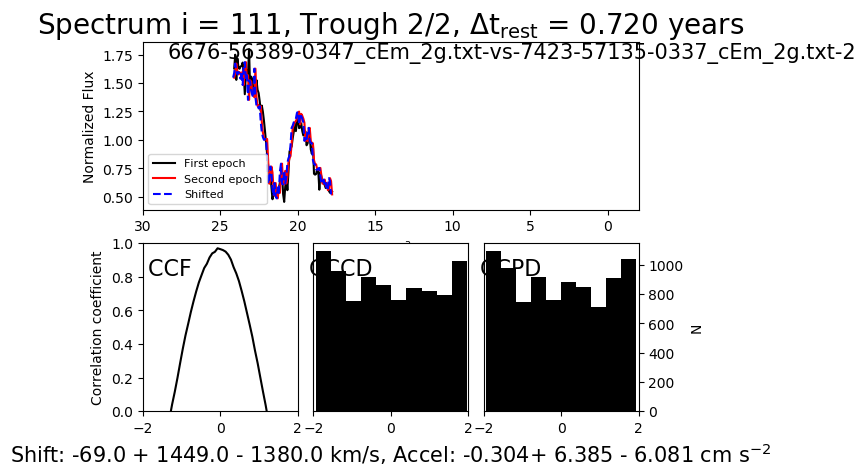 Spectrum i = 111, Trough 2/2, Δt_rest = 0.720 years
6676-56389-0347_cEm_2g.txt-vs-7423-57135-0337_cEm_2g.txt-2
Normalized Flux
1.75
1.50
1.25
1.00
0.75
0.50
First epoch
Second epoch
Shifted
30 25 20 15 10 5 0
Correlation coefficient
1.0
0.8
0.6
0.4
0.2
0.0
CCF
CCCD
CCPD
1000
800
600
400
200
0
N
−2 0 2
−2 0 2
−2 0 2
Shift: -69.0 + 1449.0 - 1380.0 km/s, Accel: -0.304+ 6.385 - 6.081 cm s⁻²